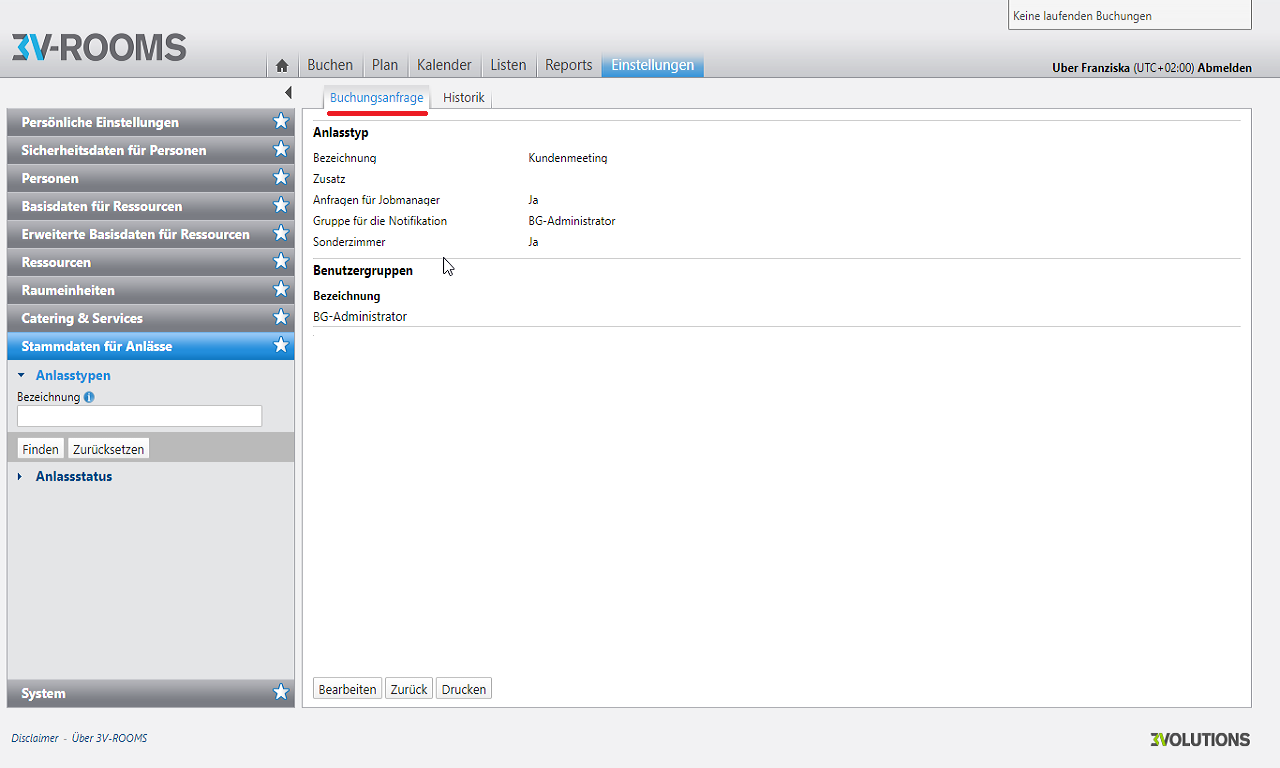 Keine laufenden Buchungen
3V-ROOMS
Buchen Plan Kalender Listen Reports Einstellungen
Uber Franziska (UTC+02:00) Abmelden
Buchungsanfrage Historik
Persönliche Einstellungen
Sicherheitsdaten für Personen
Personen
Basisdaten für Ressourcen
Erweiterte Basisdaten für Ressourcen
Ressourcen
Raumeinheiten
Catering & Services
Stammdaten für Anlässe
Anlasstypen
Bezeichnung
Finden Zurücksetzen
Anlassstatus
System
Anlasstyp
Bezeichnung Kundenmeeting
Zusatz
Anfragen für Jobmanager Ja
Gruppe für die Notifikation BG-Administrator
Sonderzimmer Ja
Benutzergruppen
Bezeichnung
BG-Administrator
Bearbeiten Zurück Drucken
Disclaimer - Über 3V-ROOMS
3VOLUTIONS